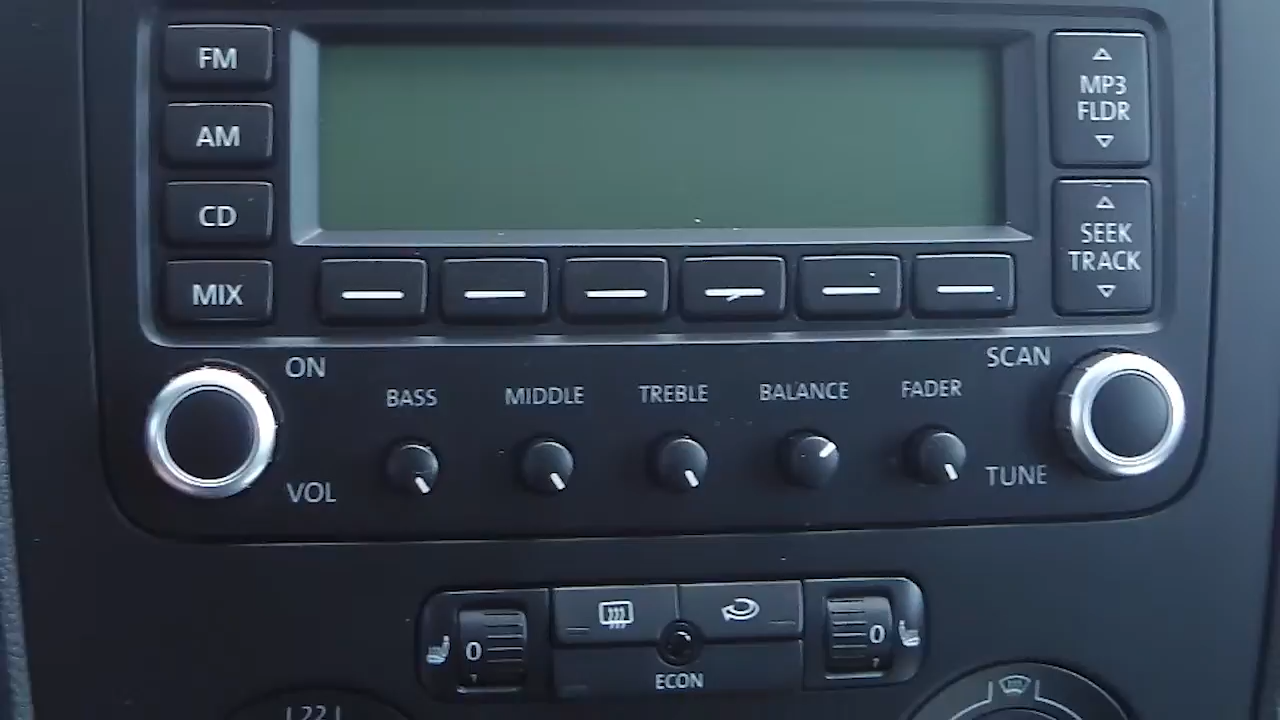 FM
AM
CD
MIX
MP3
FLDR
SEEK
TRACK
ON
VOL
BASS
MIDDLE
TREBLE
BALANCE
FADER
SCAN
TUNE
0
0
ECON
22